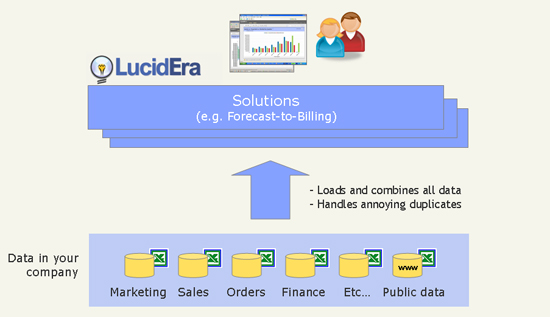 LucidEra
Solutions
(e.g. Forecast-to-Billing)
- Loads and combines all data
- Handles annoying duplicates
Data in your
company
www
Marketing Sales Orders Finance Etc... Public data